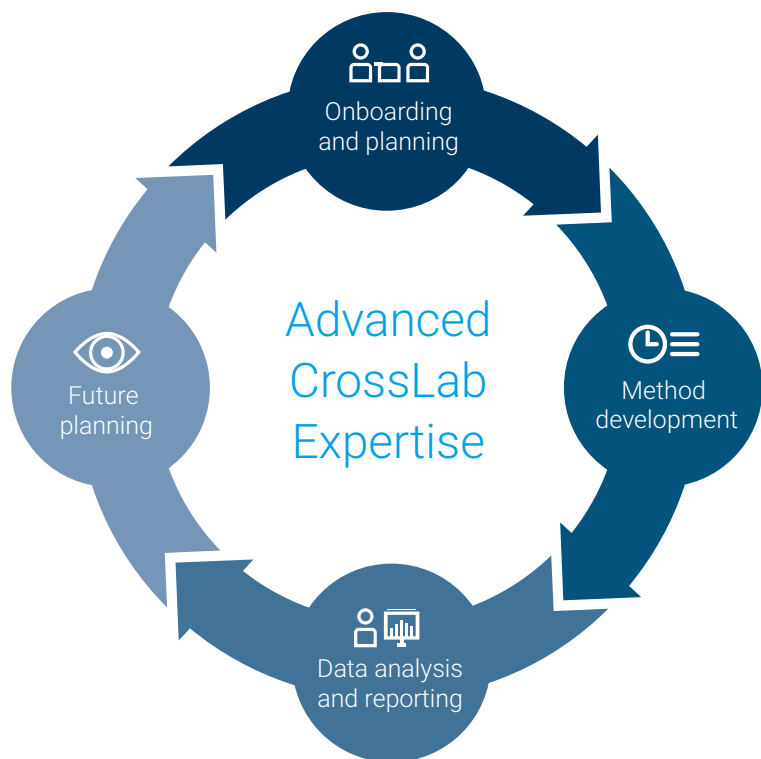 Onboarding
and planning
Advanced
CrossLab
Expertise
Method
development
Data analysis
and reporting
Future
planning